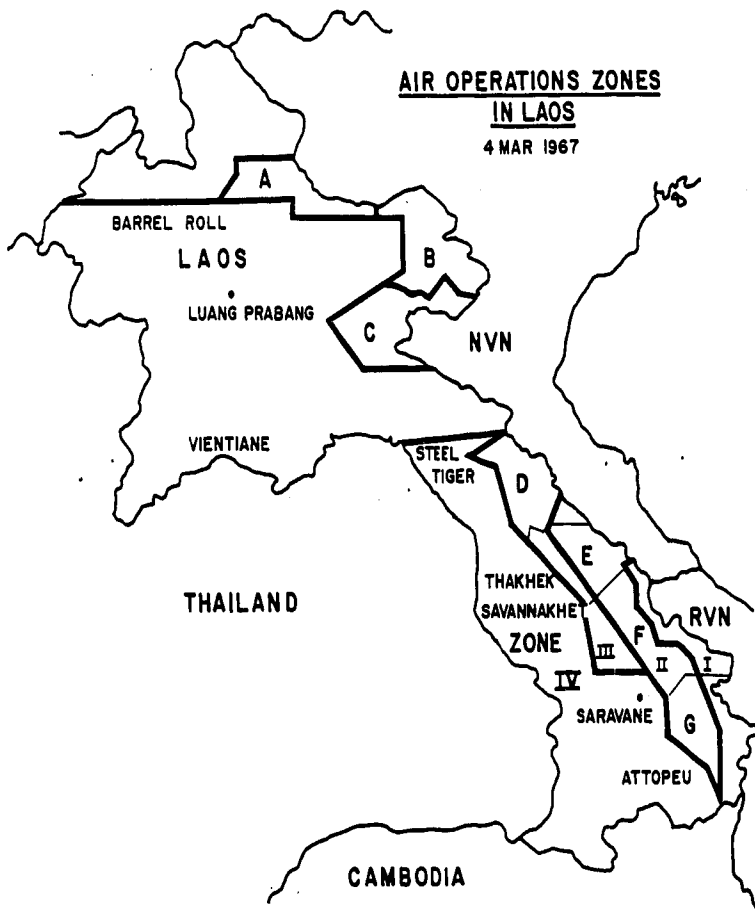 AIR OPERATIONS ZONES
IN LAOS
4 MAR 1967
A
BARREL ROLL
LAOS
B
LUANG PRABANG
C
NVN
VIENTIANE
STEEL
TIGER
D
E
THAKHEK
THAILAND
SAVANNAKHET
RVN
ZONE
F
III
II
I
IV
SARAVANE
G
ATTOPEU
CAMBODIA